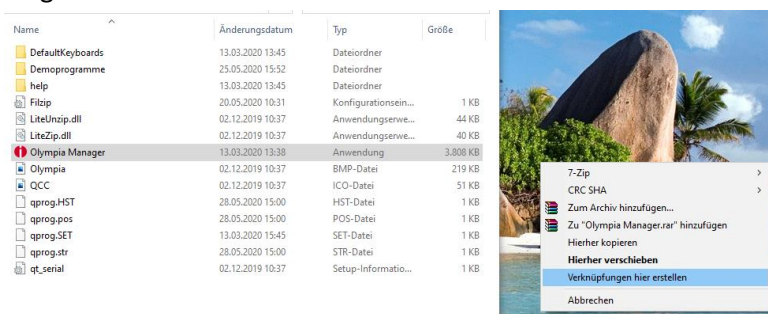 Name Änderungsdatum Typ Größe
DefaultKeyboards 13.03.2020 13:45 Dateiordner
Demoprogramme 25.05.2020 15:52 Dateiordner
help 13.03.2020 13:45 Dateiordner
Filzip 20.05.2020 10:31 Konfigurationsein... 1 KB
LiteUnzip.dll 02.12.2019 10:37 Anwendungserwe... 44 KB
LiteZip.dll 02.12.2019 10:37 Anwendungserwe... 40 KB
Olympia Manager 13.03.2020 13:38 Anwendung 3.808 KB
Olympia 02.12.2019 10:37 BMP-Datei 219 KB
QCC 02.12.2019 10:37 ICO-Datei 51 KB
qprog.HST 28.05.2020 15:00 HST-Datei 1 KB
qprog.pos 28.05.2020 15:00 POS-Datei 1 KB
qprog.SET 13.03.2020 13:45 SET-Datei 1 KB
qprog.str 28.05.2020 15:00 STR-Datei 1 KB
qt_serial 02.12.2019 10:37 Setup-Informatio... 1 KB
7-Zip
CRC SHA
Zum Archiv hinzufügen...
Zu "Olympia Manager.rar" hinzufügen
Hierher kopieren
Hierher verschieben
Verknüpfungen hier erstellen
Abbrechen